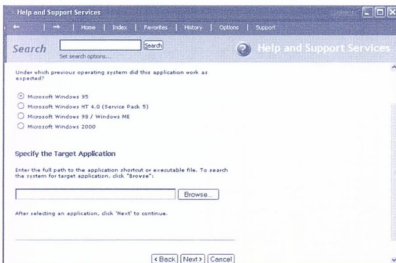 Help and Support Services
Home | Index | Favorites | History | Options | Support
Search
Search
Set search options...
Help and Support Services
Under which previous operating system did this application work as
expected?
Microsoft Windows 95
Microsoft Windows NT 4.0 (Service Pack 5)
Microsoft Windows 98 / Windows ME
Microsoft Windows 2000
Specify the Target Application
Enter the full path to the application shortcut or executable file. To search
the system for target application, click "Browse":
Browse...
After selecting an application, click 'Next' to continue.
< Back
Next >
Cancel